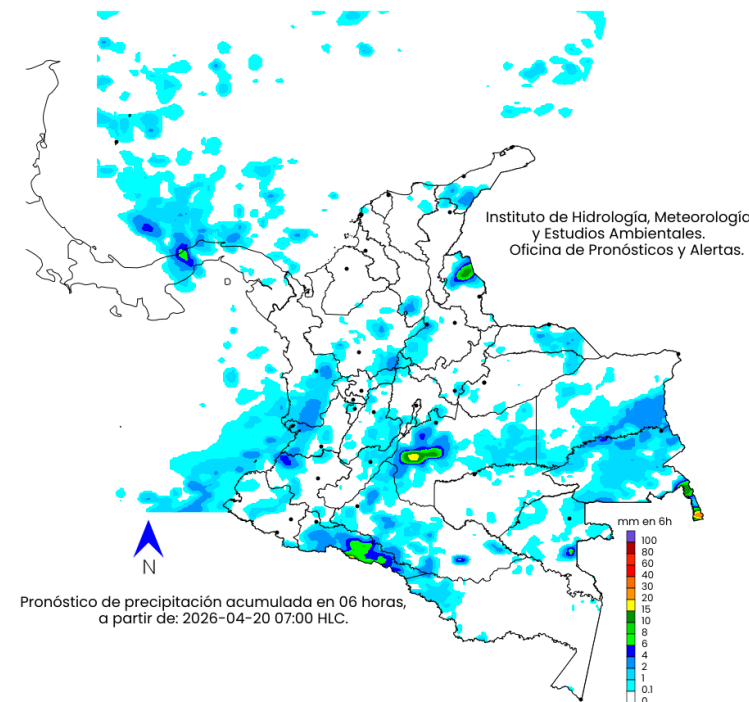 Instituto de Hidrología, Meteorología
y Estudios Ambientales.
Oficina de Pronósticos y Alertas.
N
mm en 6h
100
80
60
40
30
20
15
10
8
6
4
2
1
0.1
0
Pronóstico de precipitación acumulada en 06 horas,
a partir de: 2026-04-20 07:00 HLC.